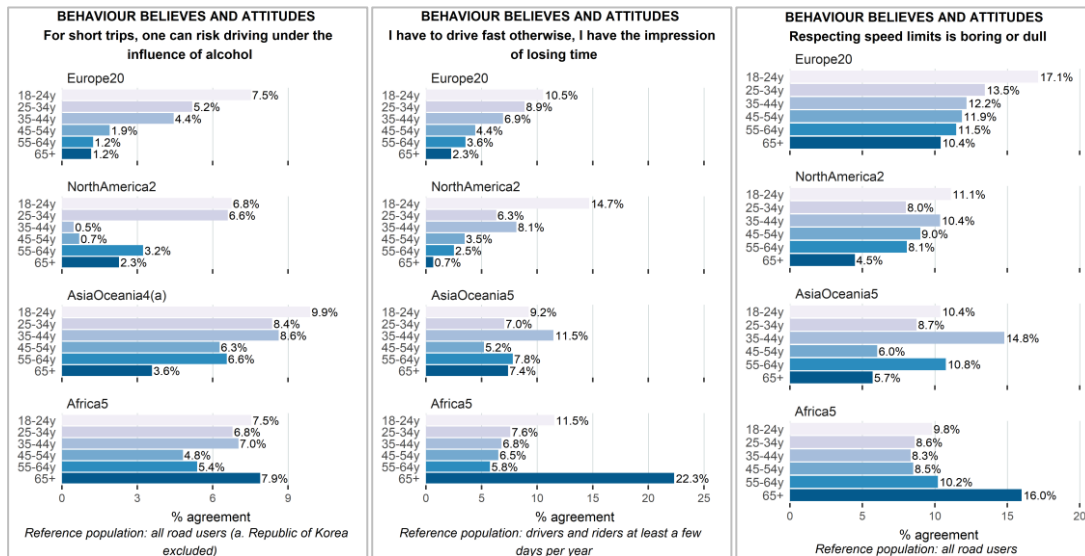 BEHAVIOUR BELIEVES AND ATTITUDES
For short trips, one can risk driving under the
influence of alcohol
Europe20
18-24y 7.5%
25-34y 5.2%
35-44y 4.4%
45-54y 1.9%
55-64y 1.2%
65+ 1.2%
NorthAmerica2
18-24y 6.8%
25-34y 6.6%
35-44y 0.5%
45-54y 0.7%
55-64y 3.2%
65+ 2.3%
AsiaOceania4(a)
18-24y 9.9%
25-34y 8.4%
35-44y 8.6%
45-54y 6.3%
55-64y 6.6%
65+ 3.6%
Africa5
18-24y 7.5%
25-34y 6.8%
35-44y 7.0%
45-54y 4.8%
55-64y 5.4%
65+ 7.9%
0 3 6 9
% agreement
Reference population: all road users (a. Republic of Korea
excluded)
BEHAVIOUR BELIEVES AND ATTITUDES
I have to drive fast otherwise, I have the impression
of losing time
Europe20
18-24y 10.5%
25-34y 8.9%
35-44y 6.9%
45-54y 4.4%
55-64y 3.6%
65+ 2.3%
NorthAmerica2
18-24y 14.7%
25-34y 6.3%
35-44y 8.1%
45-54y 3.5%
55-64y 2.5%
65+ 0.7%
AsiaOceania5
18-24y 9.2%
25-34y 7.0%
35-44y 11.5%
45-54y 5.2%
55-64y 7.8%
65+ 7.4%
Africa5
18-24y 11.5%
25-34y 7.6%
35-44y 6.8%
45-54y 6.5%
55-64y 5.8%
65+ 22.3%
0 5 10 15 20 25
% agreement
Reference population: drivers and riders at least a few
days per year
BEHAVIOUR BELIEVES AND ATTITUDES
Respecting speed limits is boring or dull
Europe20
18-24y 17.1%
25-34y 13.5%
35-44y 12.2%
45-54y 11.9%
55-64y 11.5%
65+ 10.4%
NorthAmerica2
18-24y 11.1%
25-34y 8.0%
35-44y 10.4%
45-54y 9.0%
55-64y 8.1%
65+ 4.5%
AsiaOceania5
18-24y 10.4%
25-34y 8.7%
35-44y 14.8%
45-54y 6.0%
55-64y 10.8%
65+ 5.7%
Africa5
18-24y 9.8%
25-34y 8.6%
35-44y 8.3%
45-54y 8.5%
55-64y 10.2%
65+ 16.0%
0 5 10 15 20
% agreement
Reference population: all road users